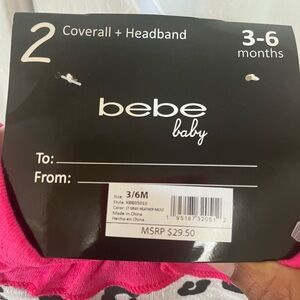 2 Coverall + Headband
3-6
months
bebe
baby
To:
From:
Size: 3/6M
Made in China
Hecho en China
MSRP $29.50